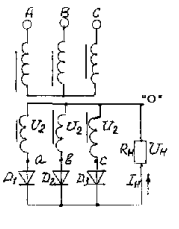 A B C
"О"
U₂ U₂ U₂
a b c
Rн Uн
Д₁ Д₂ Д₃ Iн